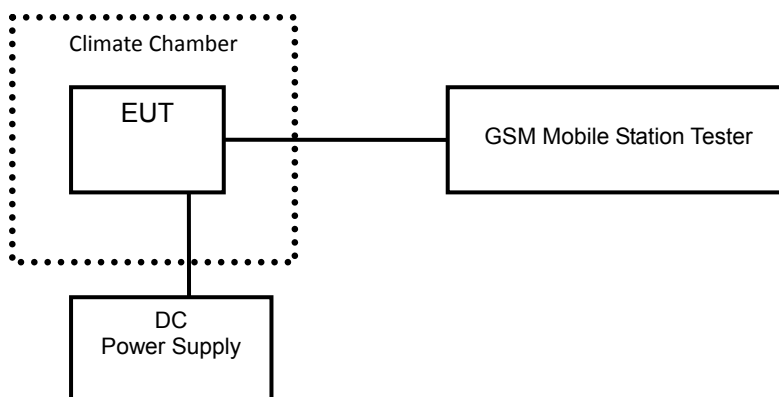 Climate Chamber
EUT
GSM Mobile Station Tester
DC
Power Supply